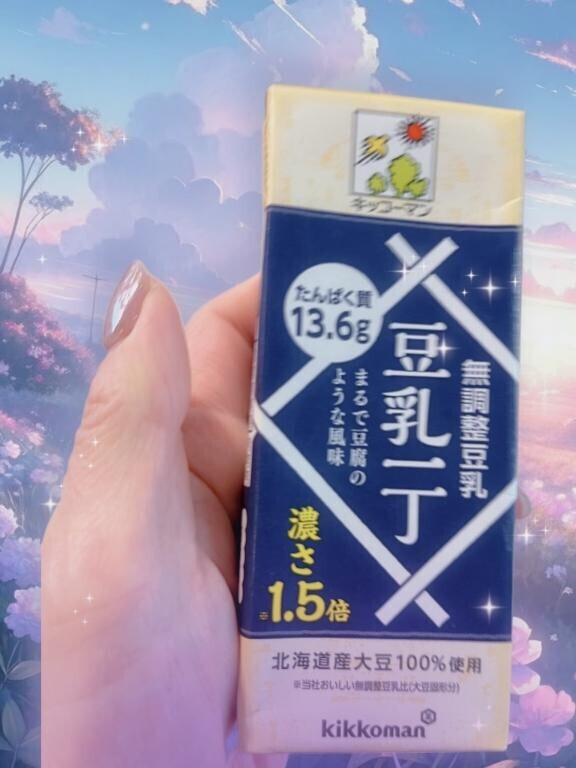 キッコーマン
たんぱく質
13.6g
無調整豆乳
豆乳一丁
まるで豆腐の
ような風味
濃さ
※1.5倍
北海道産大豆100%使用
※当社おいしい無調整豆乳比(大豆固形分)
kikkoman